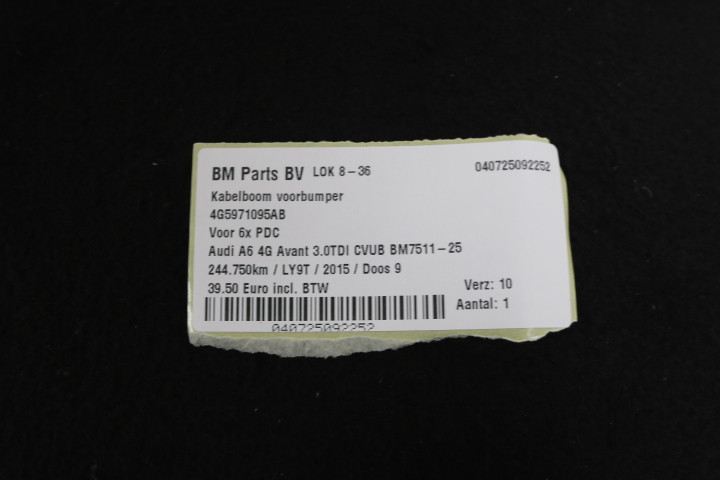 BM Parts BV LOK 8-36 040725092252
Kabelboom voorbumper
4G5971095AB
Voor 6x PDC
Audi A6 4G Avant 3.0TDI CVUB BM7511-25
244.750km / LY9T / 2015 / Doos 9
39.50 Euro incl. BTW Verz: 10
Aantal: 1
040725092252